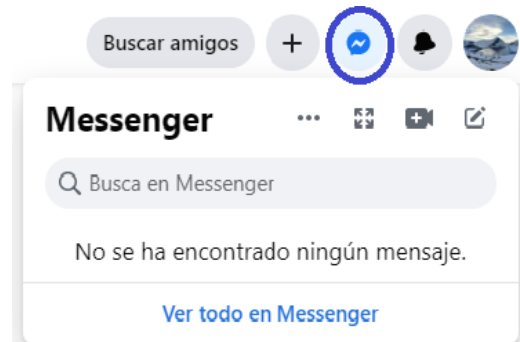 Buscar amigos
Messenger
Busca en Messenger
No se ha encontrado ningún mensaje.
Ver todo en Messenger